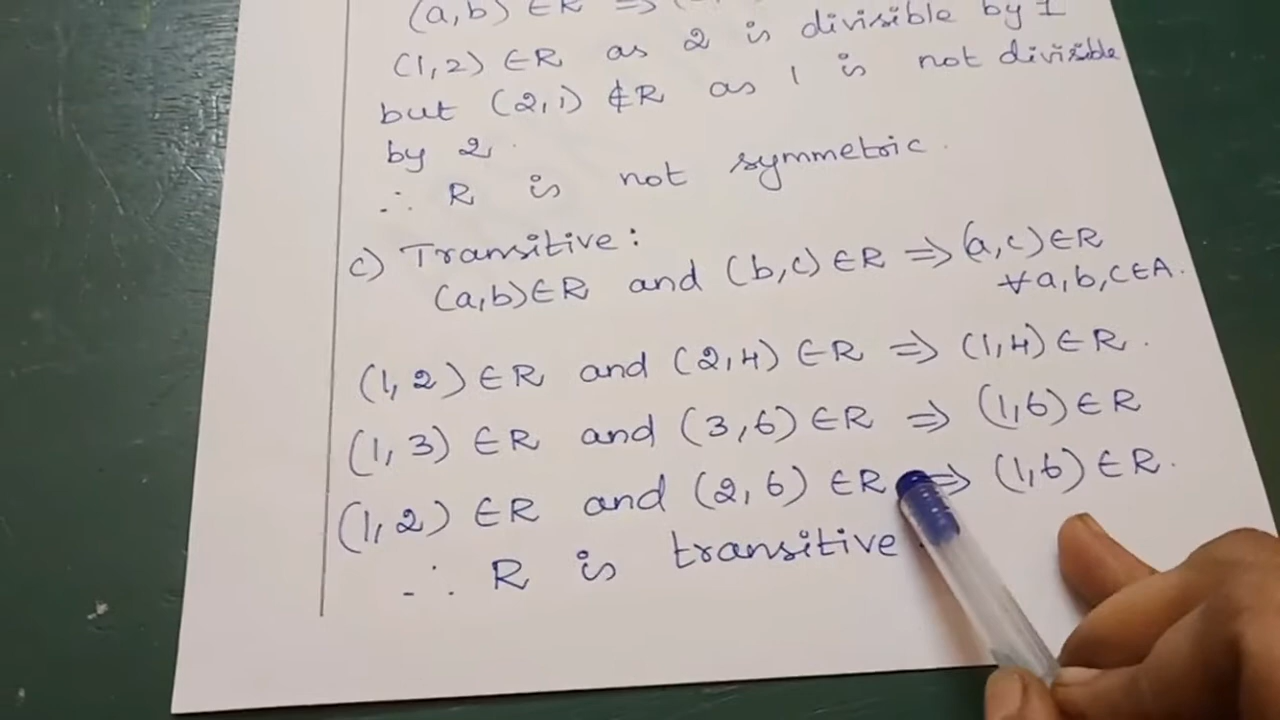 (a,b) ∈R ⇒
(1,2) ∈R as 2 is divisible by 1
but (2,1) ∉R as 1 is not divisible
by 2.
∴ R is not symmetric.
c) Transitive:
(a,b)∈R and (b,c)∈R ⇒ (a,c)∈R
∀a,b,c∈A.
(1,2)∈R and (2,4)∈R ⇒ (1,4)∈R.
(1,3)∈R and (3,6)∈R ⇒ (1,6)∈R
(1,2)∈R and (2,6)∈R ⇒ (1,6)∈R.
∴ R is transitive.